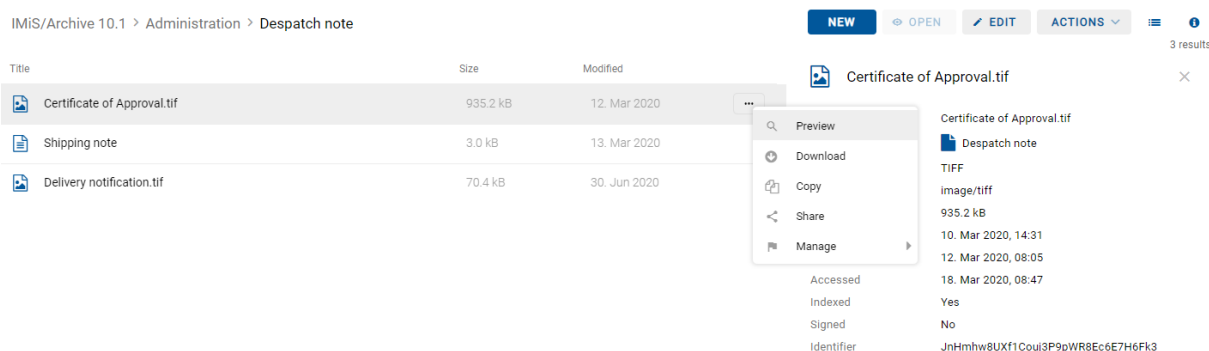 IMiS/Archive 10.1 > Administration > Despatch note
NEW OPEN EDIT ACTIONS
3 results
Title Size Modified
Certificate of Approval.tif 935.2 kB 12. Mar 2020 ...
Shipping note 3.0 kB 13. Mar 2020
Delivery notification.tif 70.4 kB 30. Jun 2020
Preview
Download
Copy
Share
Manage
Certificate of Approval.tif
Certificate of Approval.tif
Despatch note
TIFF
image/tiff
935.2 kB
10. Mar 2020, 14:31
12. Mar 2020, 08:05
Accessed 18. Mar 2020, 08:47
Indexed Yes
Signed No
Identifier JnHmhw8UXf1Couj3P9pWR8Ec6E7H6Fk3